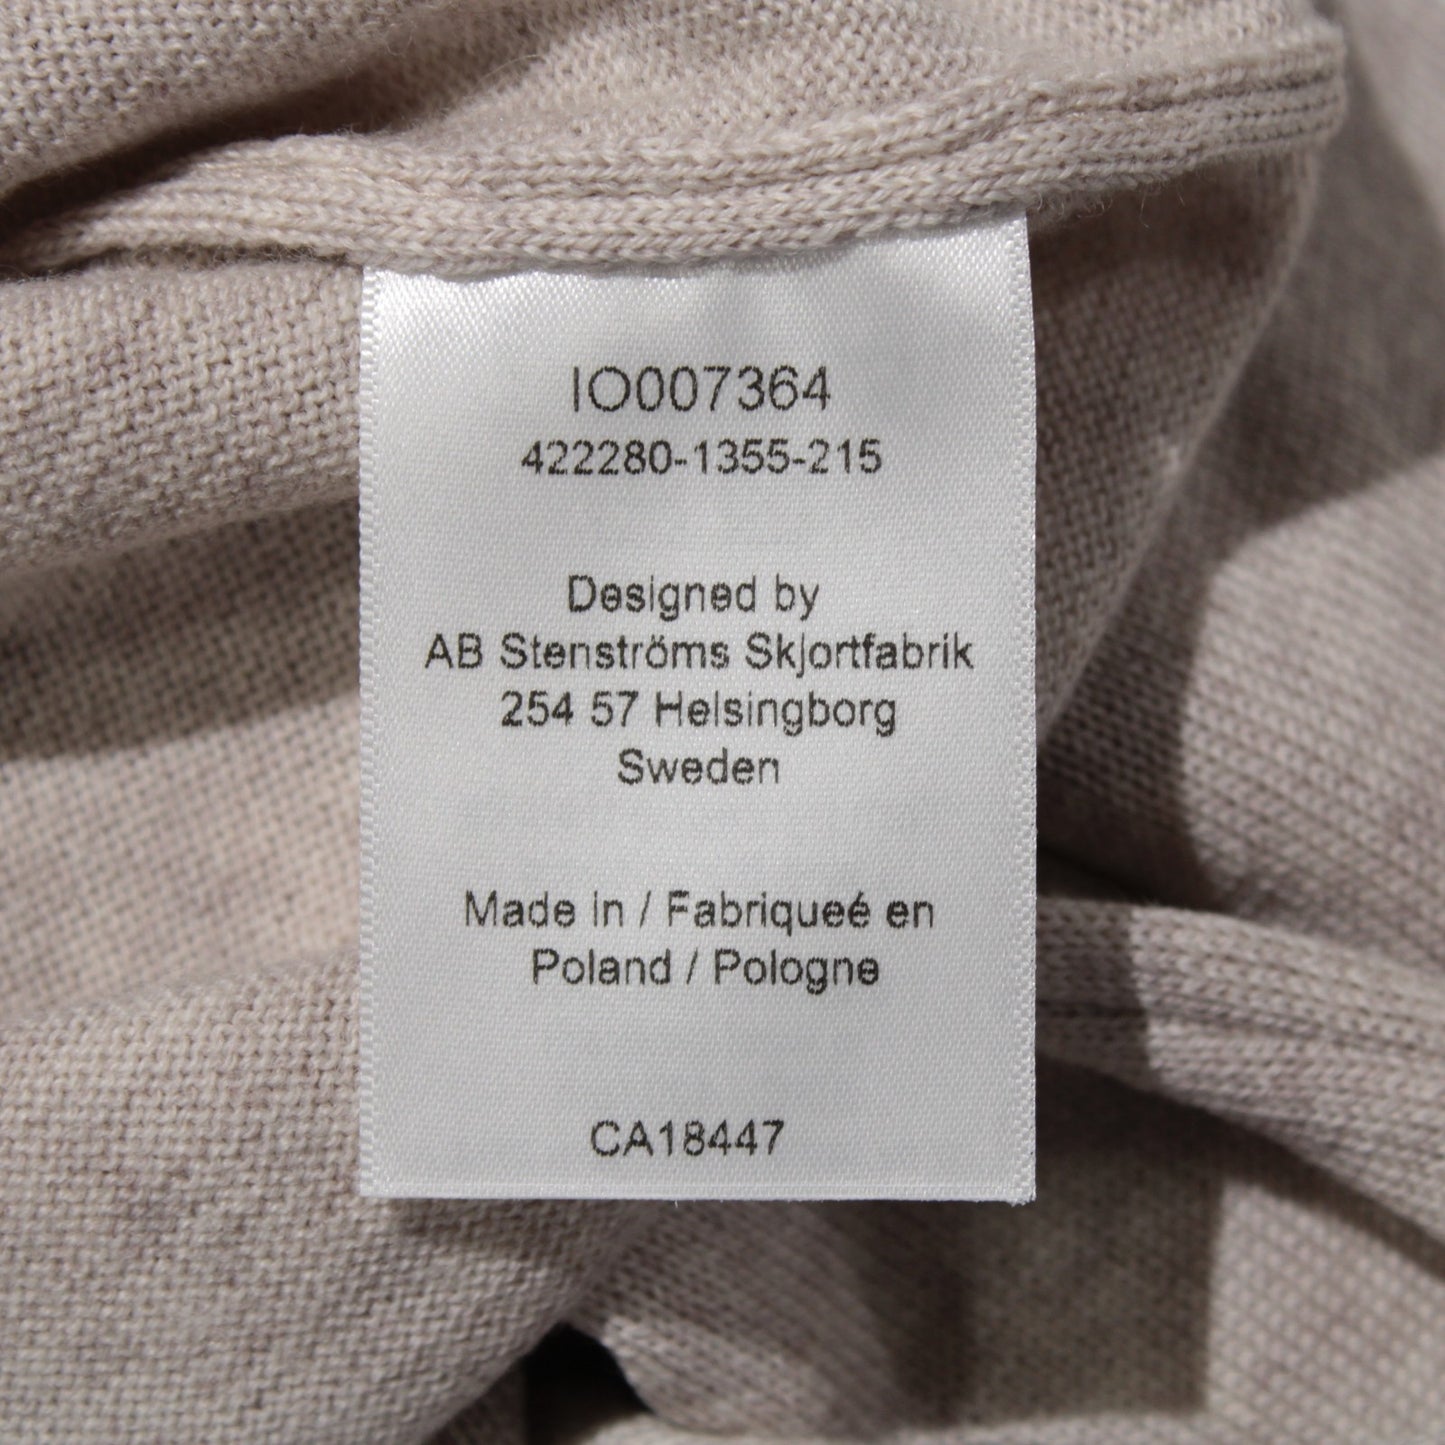 IO007364
422280-1355-215
Designed by
AB Stenströms Skjortfabrik
254 57 Helsingborg
Sweden
Made in / Fabriqueé en
Poland / Pologne
CA18447